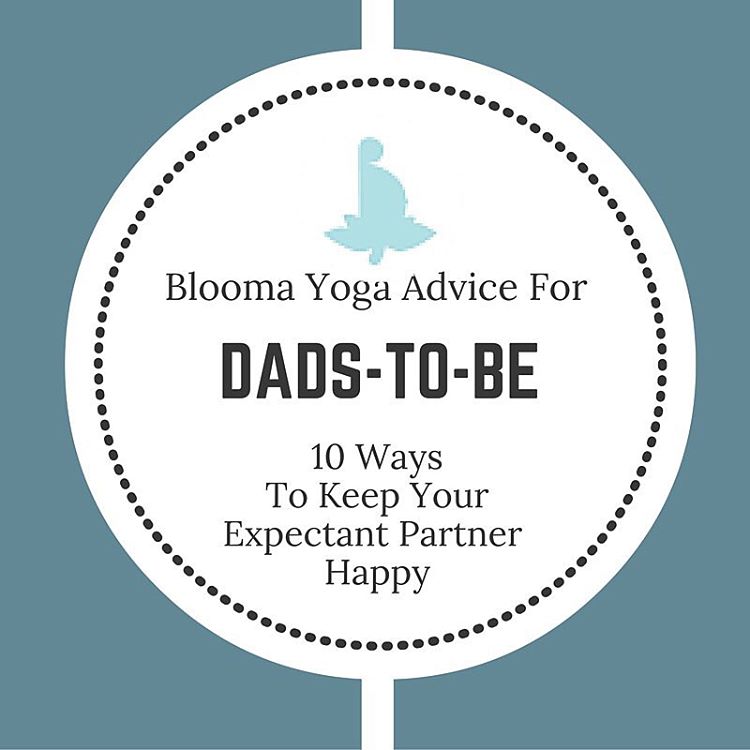 Blooma Yoga Advice For
DADS-TO-BE
10 Ways
To Keep Your
Expectant Partner
Happy